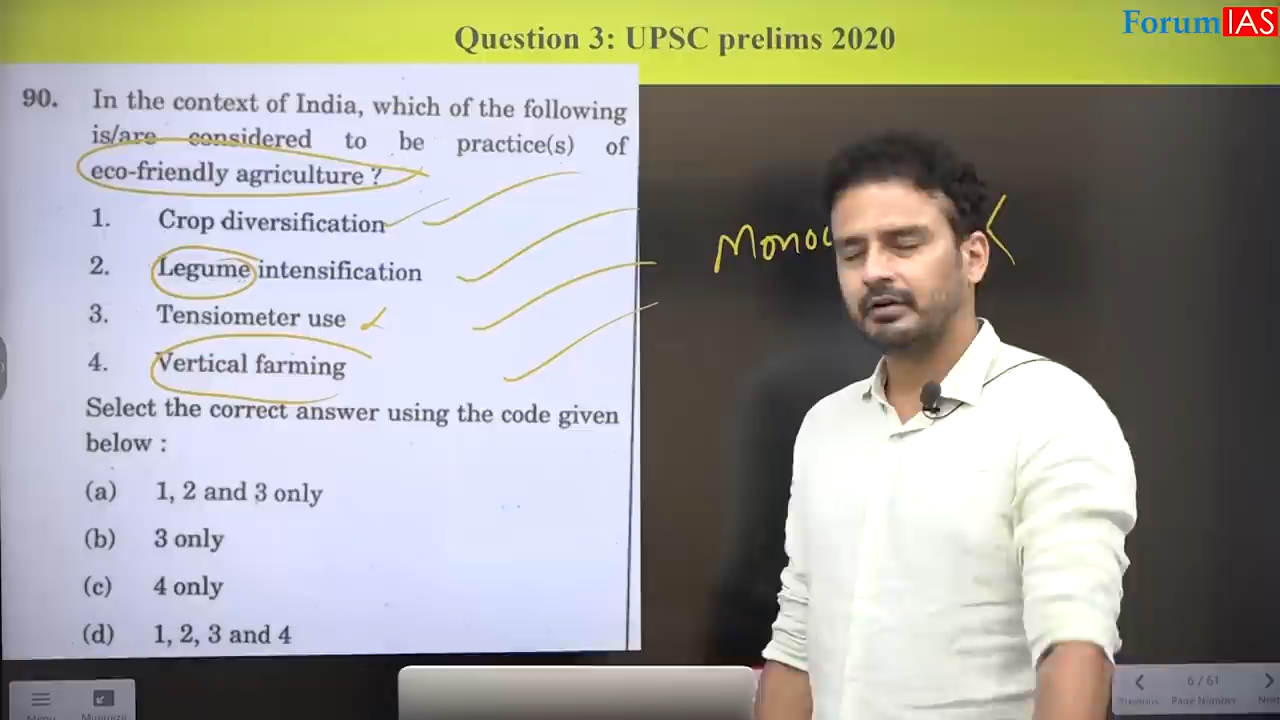 Forum IAS
Question 3: UPSC prelims 2020
90. In the context of India, which of the following
is/are considered to be practice(s) of
eco-friendly agriculture ?
1. Crop diversification
2. Legume intensification
3. Tensiometer use
4. Vertical farming
Select the correct answer using the code given
below :
(a) 1, 2 and 3 only
(b) 3 only
(c) 4 only
(d) 1, 2, 3 and 4
6 / 61
Page Number